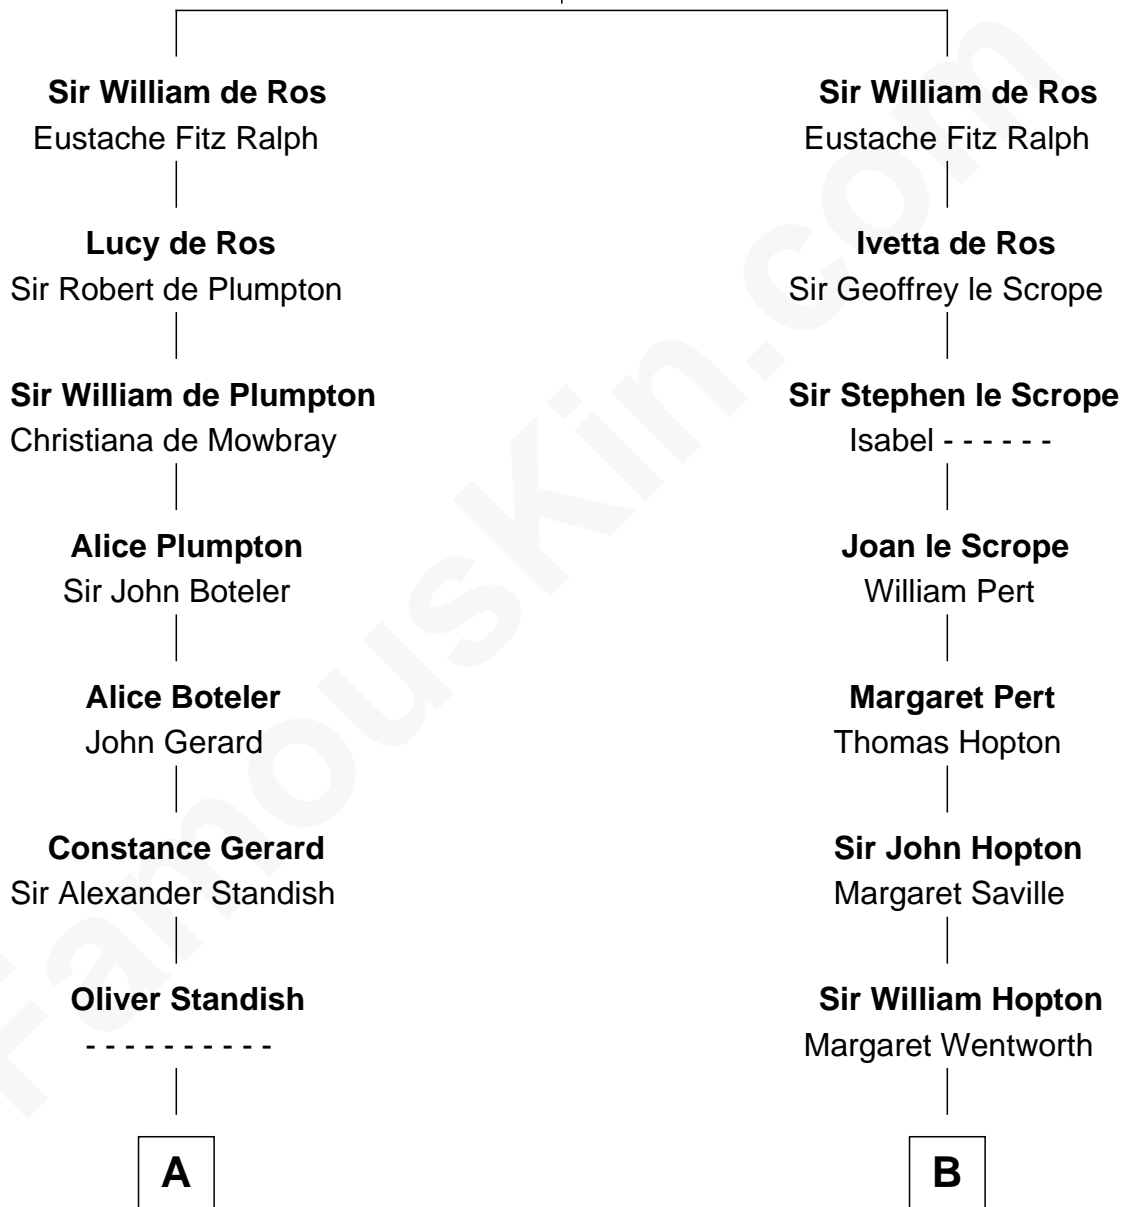 Sir William de Ros
Eustache Fitz Ralph
Lucy de Ros
Sir Robert de Plumpton
Sir William de Plumpton
Christiana de Mowbray
Alice Plumpton
Sir John Boteler
Alice Boteler
John Gerard
Constance Gerard
Sir Alexander Standish
Oliver Standish
- - - - - - - - - -
A
Sir William de Ros
Eustache Fitz Ralph
Ivetta de Ros
Sir Geoffrey le Scrope
Sir Stephen le Scrope
Isabel - - - - - -
Joan le Scrope
William Pert
Margaret Pert
Thomas Hopton
Sir John Hopton
Margaret Saville
Sir William Hopton
Margaret Wentworth
B
FamousKin.com